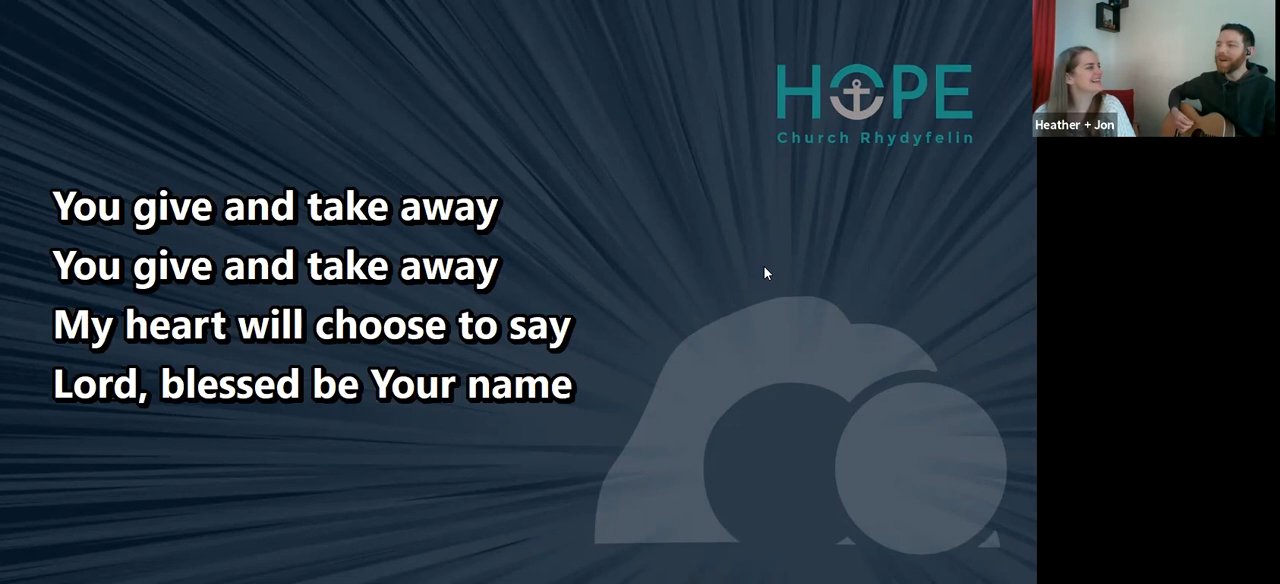 HOPE
Church Rhydyfelin
Heather + Jon
You give and take away
You give and take away
My heart will choose to say
Lord, blessed be Your name